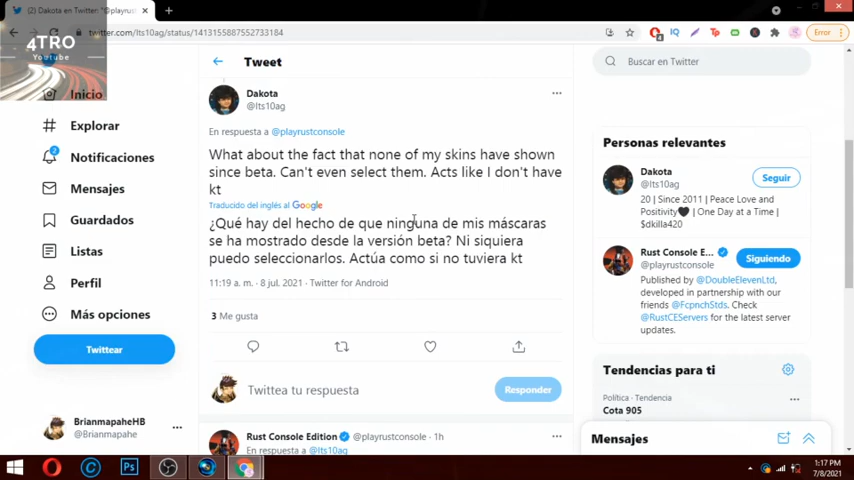 (2) Dakota en Twitter: "@playrust
twitter.com/Its10ag/status/1413155887552733184
Error
4TRO
Youtube
Inicio
Explorar
2
Notificaciones
Mensajes
Guardados
Listas
Perfil
Más opciones
Twittear
BrianmapaheHB
@Brianmapahe
Tweet
Dakota
@Its10ag
En respuesta a @playrustconsole
What about the fact that none of my skins have shown
since beta. Can't even select them. Acts like I don't have
kt
Traducido del inglés al Google
¿Qué hay del hecho de que ninguna de mis máscaras
se ha mostrado desde la versión beta? Ni siquiera
puedo seleccionarlos. Actúa como si no tuviera kt
11:19 a. m. · 8 jul. 2021 · Twitter for Android
3 Me gusta
Twittea tu respuesta
Responder
Rust Console Edition @playrustconsole · 1h
En respuesta a @Its10ag
Buscar en Twitter
Personas relevantes
Dakota
@Its10ag
Seguir
20 | Since 2011 | Peace Love and
Positivity🖤 | One Day at a Time |
$dkilla420
Rust Console E...
@playrustconsole
Siguiendo
Published by @DoubleElevenLtd,
developed in partnership with our
friends @FcpnchStds. Check
@RustCEServers for the latest server
updates.
Tendencias para ti
Política · Tendencia
Cota 905
Mensajes
1:17 PM
7/8/2021